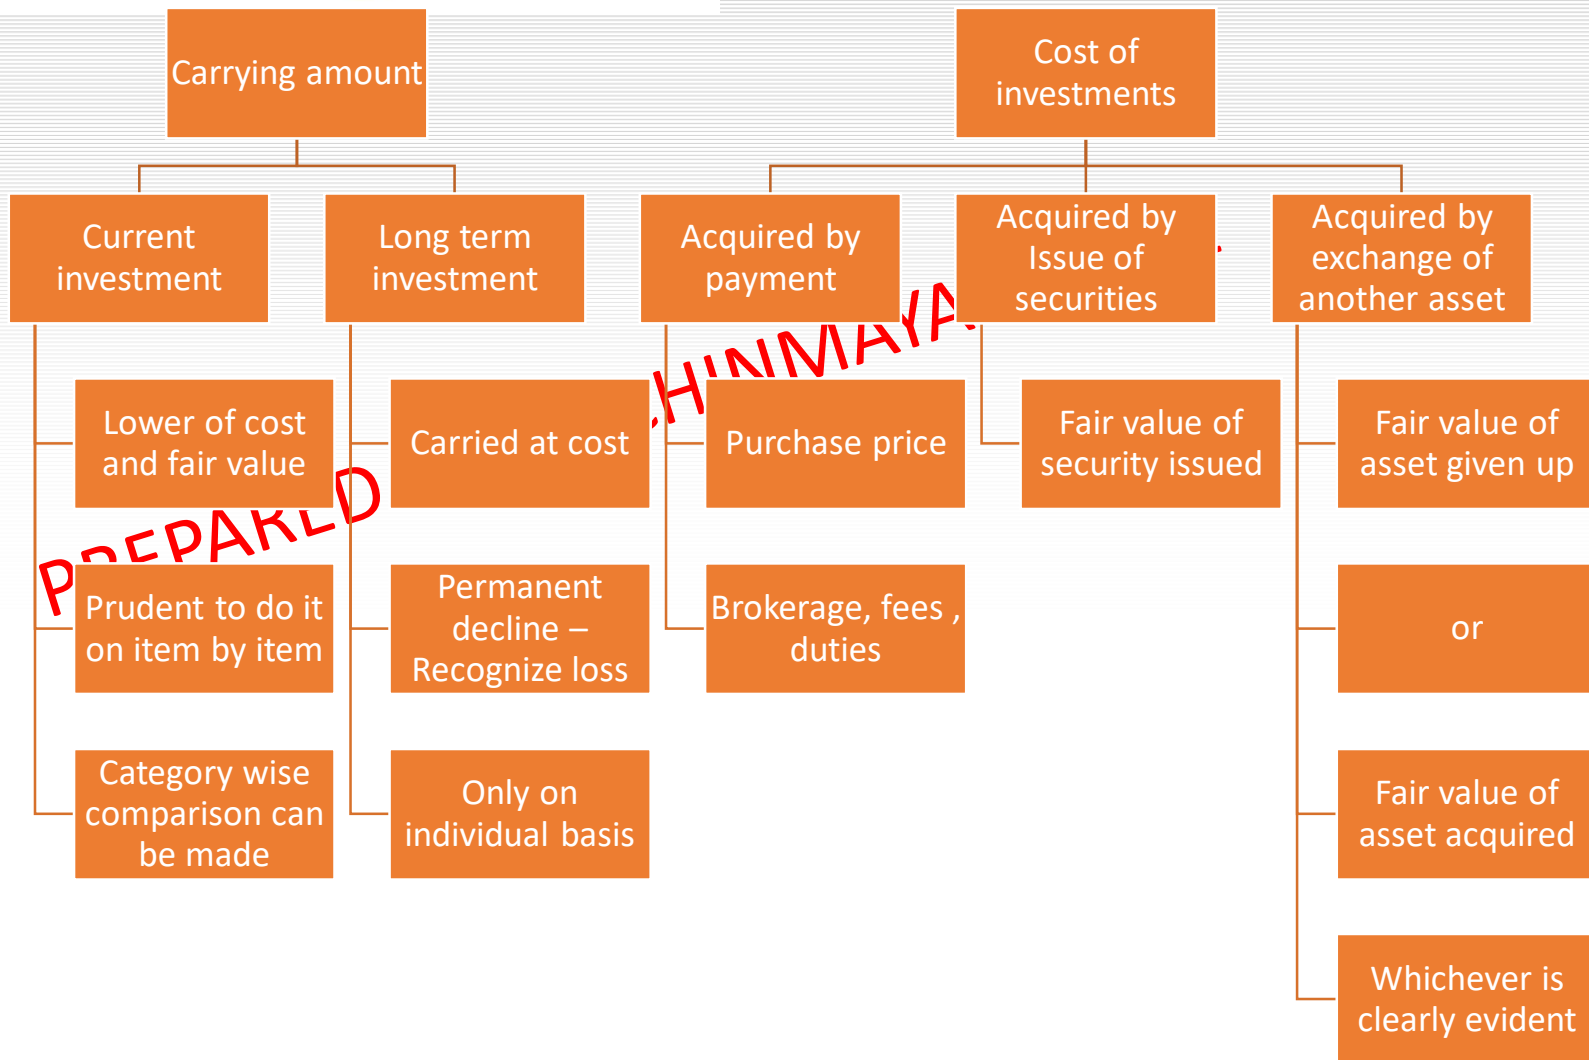 Carrying amount
Current
investment
Lower of cost
and fair value
Prudent to do it
on item by item
Category wise
comparison can
be made
Long term
investment
Carried at cost
Permanent
decline –
Recognize loss
Only on
individual basis
Cost of
investments
Acquired by
payment
Purchase price
Brokerage, fees ,
duties
Acquired by
Issue of
securities
Fair value of
security issued
Acquired by
exchange of
another asset
Fair value of
asset given up
or
Fair value of
asset acquired
Whichever is
clearly evident
PREPARED